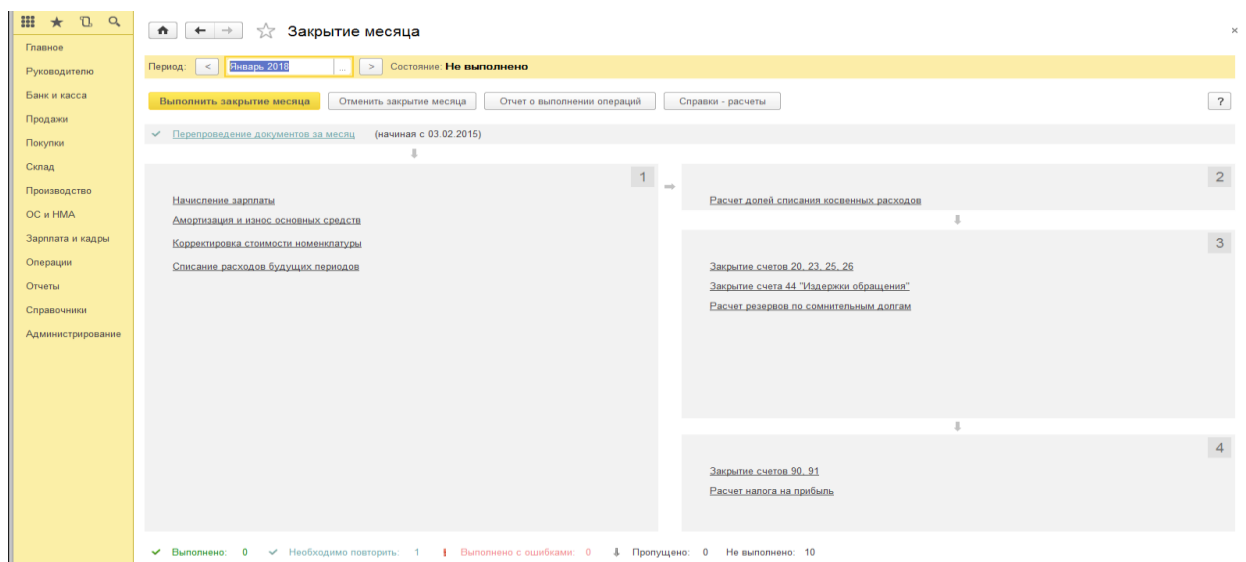 Закрытие месяца
×
Главное
Руководителю
Банк и касса
Продажи
Покупки
Склад
Производство
ОС и НМА
Зарплата и кадры
Операции
Отчеты
Справочники
Администрирование
Период: < Январь 2018 ... > Состояние: Не выполнено
Выполнить закрытие месяца Отменить закрытие месяца Отчет о выполнении операций Справки - расчеты ?
Перепроведение документов за месяц (начиная с 03.02.2015)
1
Начисление зарплаты
Амортизация и износ основных средств
Корректировка стоимости номенклатуры
Списание расходов будущих периодов
2
Расчет долей списания косвенных расходов
3
Закрытие счетов 20, 23, 25, 26
Закрытие счета 44 "Издержки обращения"
Расчет резервов по сомнительным долгам
4
Закрытие счетов 90, 91
Расчет налога на прибыль
Выполнено: 0 Необходимо повторить: 1 Выполнено с ошибками: 0 Пропущено: 0 Не выполнено: 10